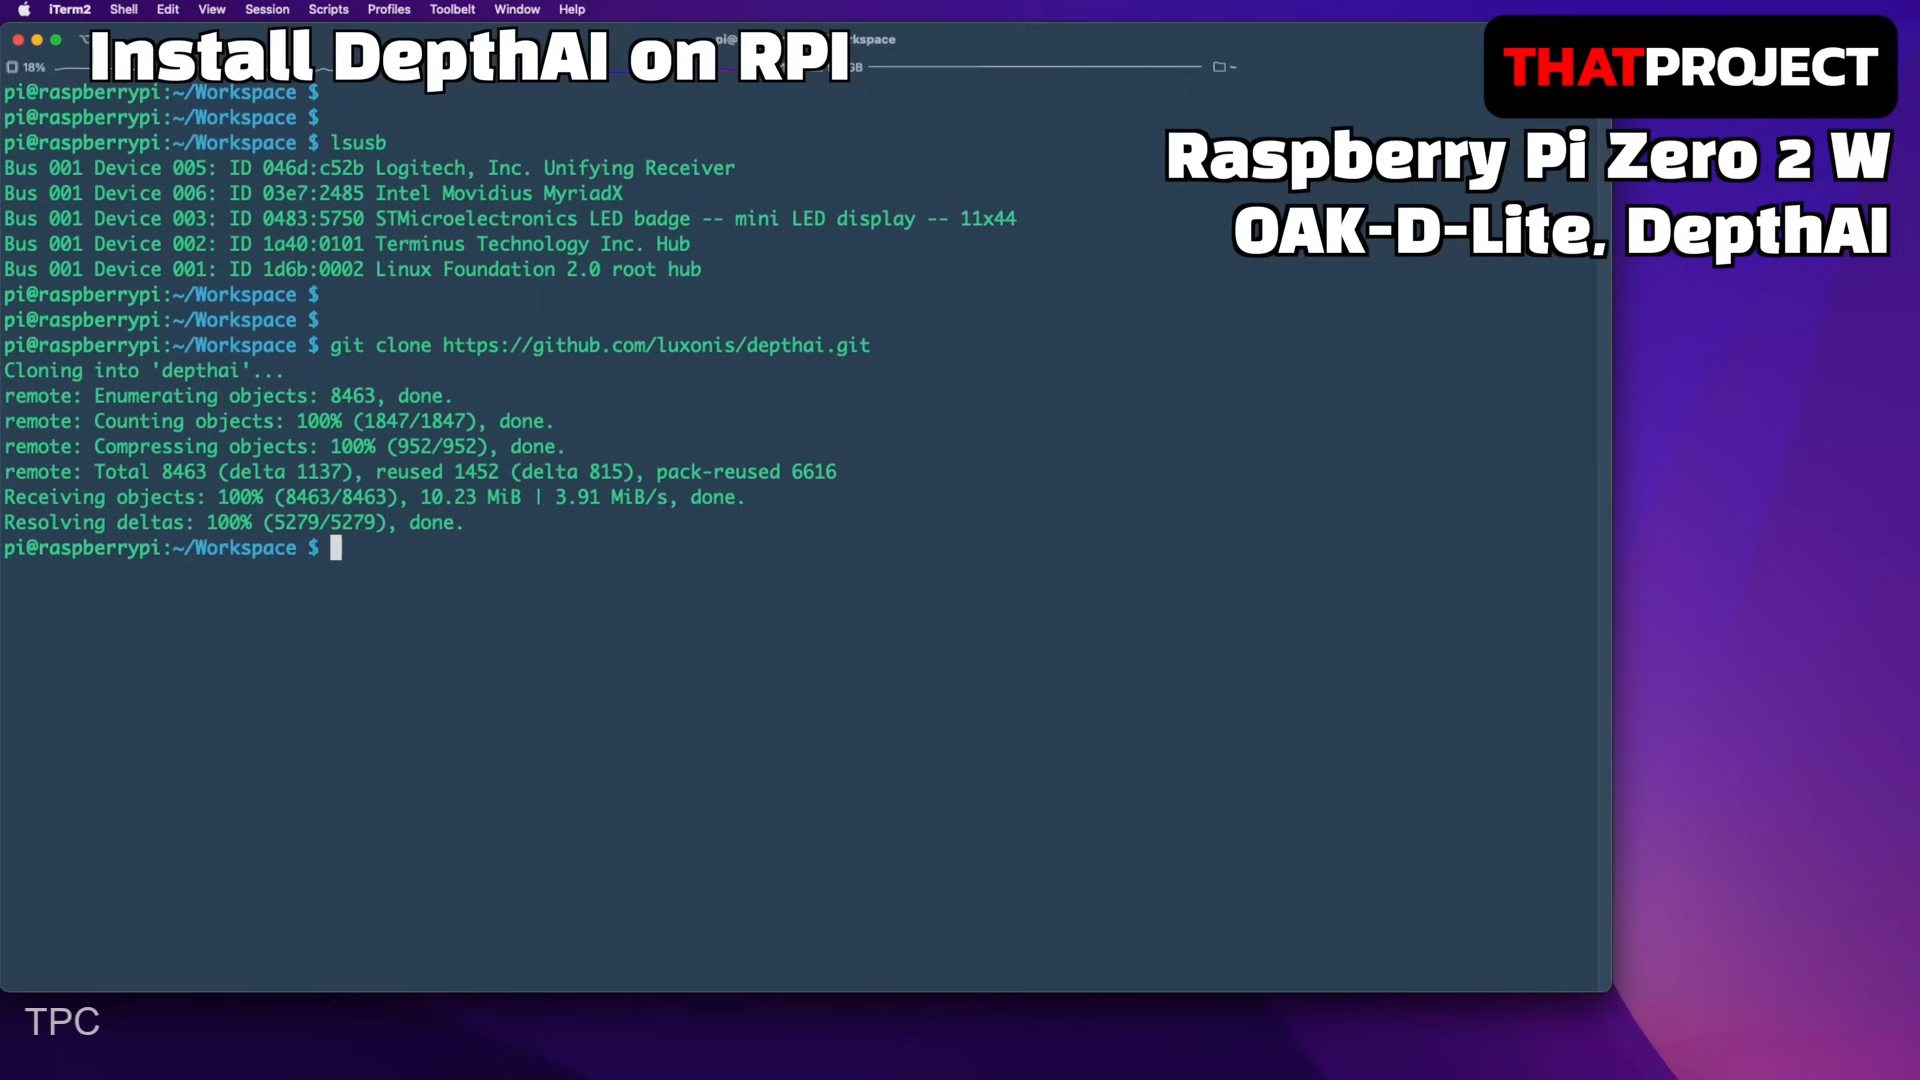 iTerm2 Shell Edit View Session Scripts Profiles Toolbelt Window Help
Install DepthAI on RPI
THATPROJECT
Raspberry Pi Zero 2 W
OAK-D-Lite, DepthAI
18%
pi@raspberrypi:~/Workspace $
pi@raspberrypi:~/Workspace $
pi@raspberrypi:~/Workspace $ lsusb
Bus 001 Device 005: ID 046d:c52b Logitech, Inc. Unifying Receiver
Bus 001 Device 006: ID 03e7:2485 Intel Movidius MyriadX
Bus 001 Device 003: ID 0483:5750 STMicroelectronics LED badge -- mini LED display -- 11x44
Bus 001 Device 002: ID 1a40:0101 Terminus Technology Inc. Hub
Bus 001 Device 001: ID 1d6b:0002 Linux Foundation 2.0 root hub
pi@raspberrypi:~/Workspace $
pi@raspberrypi:~/Workspace $
pi@raspberrypi:~/Workspace $ git clone https://github.com/luxonis/depthai.git
Cloning into 'depthai'...
remote: Enumerating objects: 8463, done.
remote: Counting objects: 100% (1847/1847), done.
remote: Compressing objects: 100% (952/952), done.
remote: Total 8463 (delta 1137), reused 1452 (delta 815), pack-reused 6616
Receiving objects: 100% (8463/8463), 10.23 MiB | 3.91 MiB/s, done.
Resolving deltas: 100% (5279/5279), done.
pi@raspberrypi:~/Workspace $
TPC